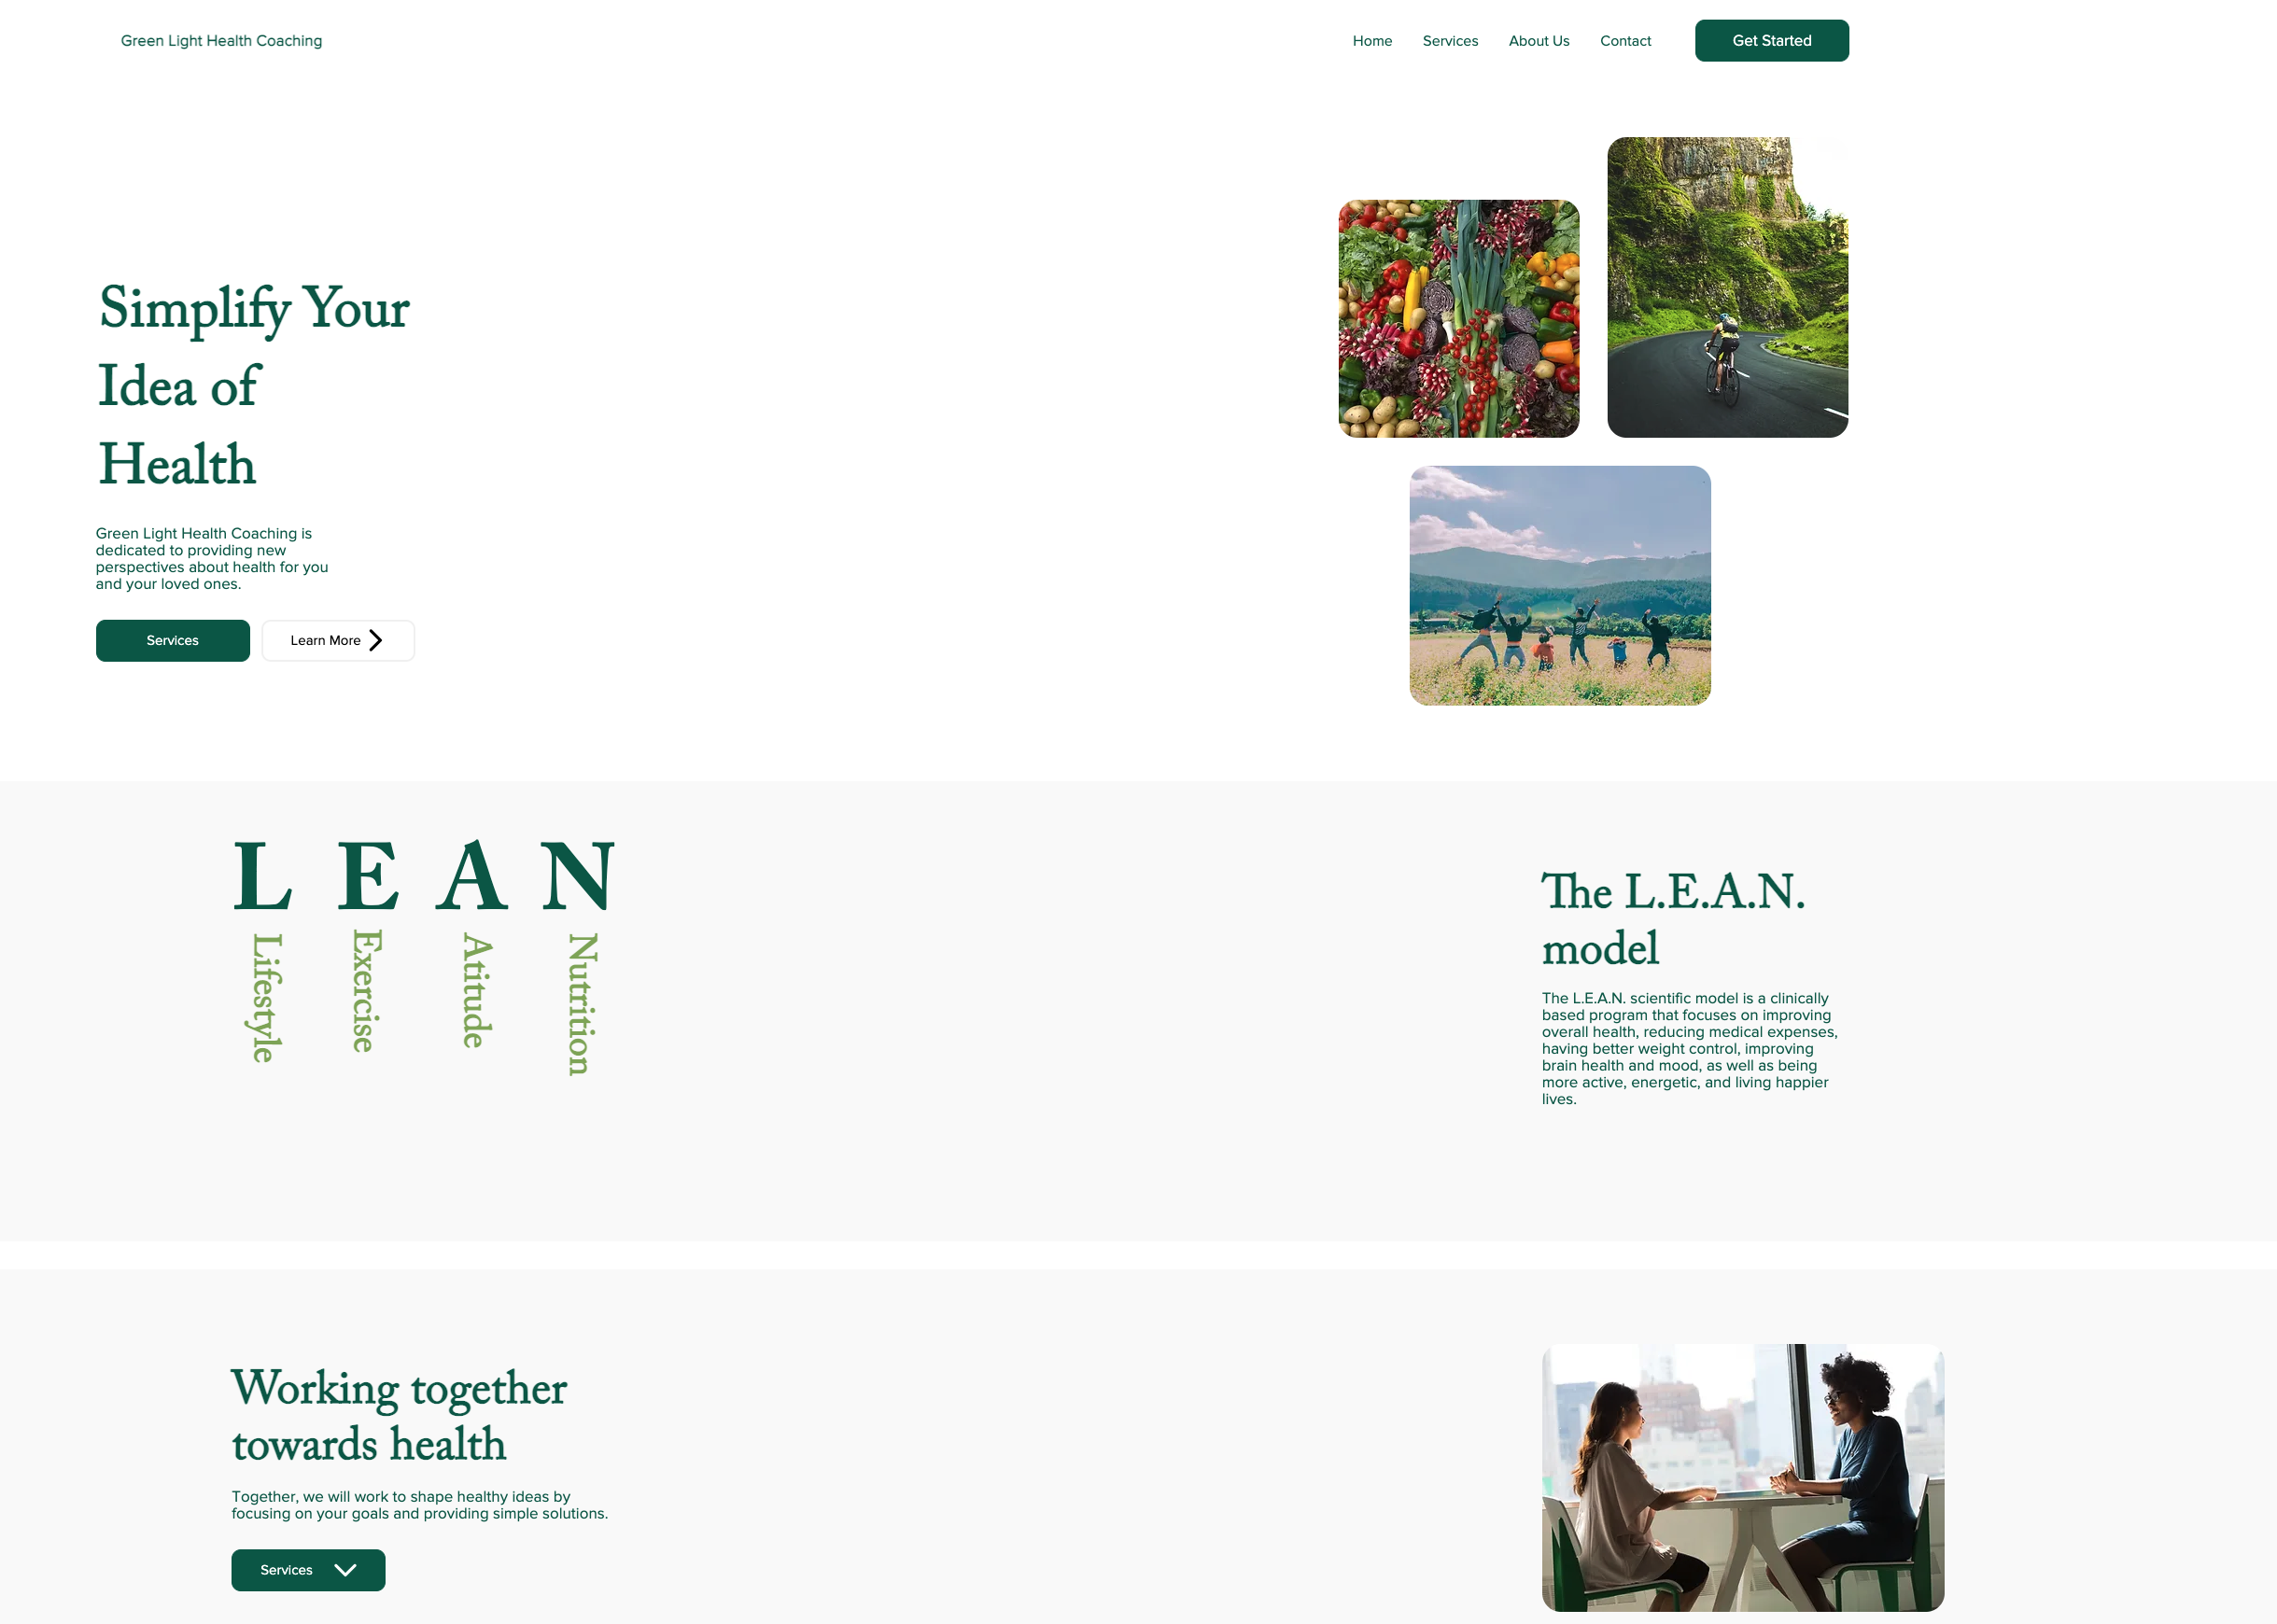 Green Light Health Coaching
Home Services About Us Contact Get Started
Simplify Your
Idea of
Health
Green Light Health Coaching is
dedicated to providing new
perspectives about health for you
and your loved ones.
Services Learn More
L E A N
Lifestyle
Exercise
Atitude
Nutrition
The L.E.A.N.
model
The L.E.A.N. scientific model is a clinically
based program that focuses on improving
overall health, reducing medical expenses,
having better weight control, improving
brain health and mood, as well as being
more active, energetic, and living happier
lives.
Working together
towards health
Together, we will work to shape healthy ideas by
focusing on your goals and providing simple solutions.
Services